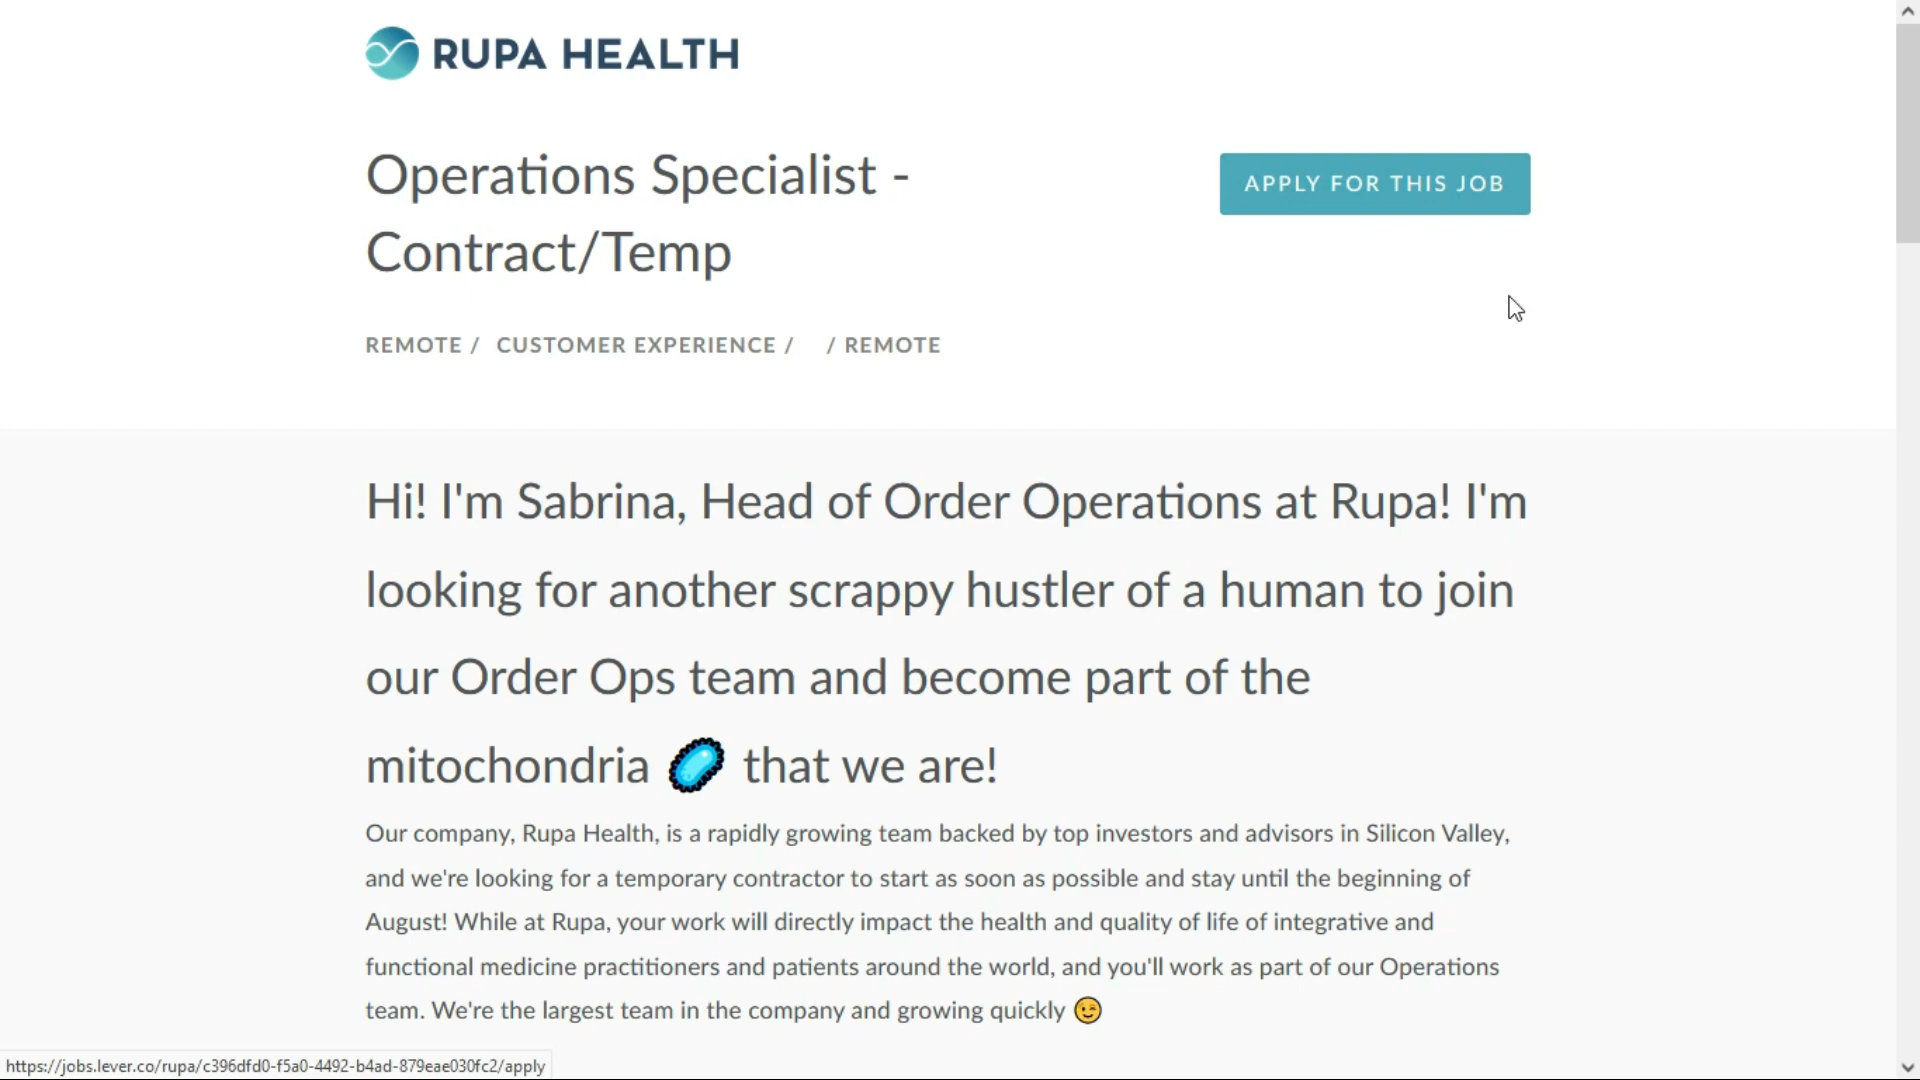 RUPA HEALTH
Operations Specialist -
Contract/Temp
APPLY FOR THIS JOB
REMOTE / CUSTOMER EXPERIENCE / / REMOTE
Hi! I'm Sabrina, Head of Order Operations at Rupa! I'm
looking for another scrappy hustler of a human to join
our Order Ops team and become part of the
mitochondria that we are!
Our company, Rupa Health, is a rapidly growing team backed by top investors and advisors in Silicon Valley,
and we're looking for a temporary contractor to start as soon as possible and stay until the beginning of
August! While at Rupa, your work will directly impact the health and quality of life of integrative and
functional medicine practitioners and patients around the world, and you'll work as part of our Operations
team. We're the largest team in the company and growing quickly 😉
https://jobs.lever.co/rupa/c396dfd0-f5a0-4492-b4ad-879eae030fc2/apply